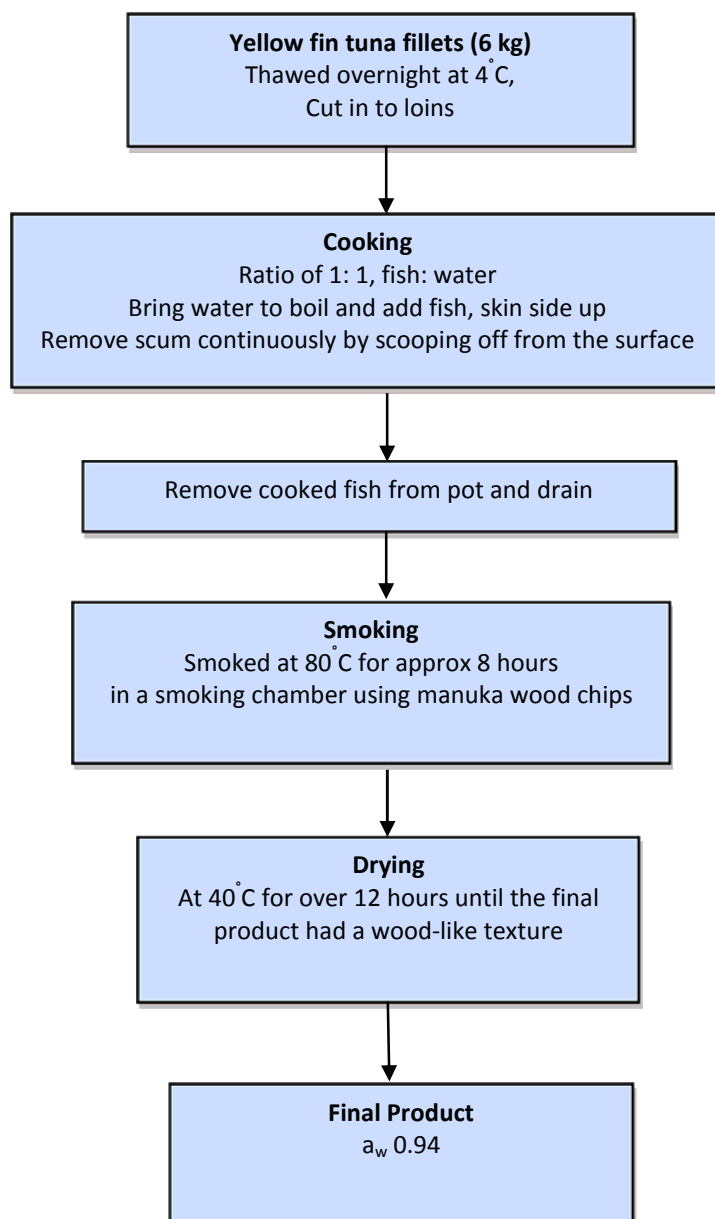 Yellow fin tuna fillets (6 kg)
Thawed overnight at 4°C,
Cut in to loins
Cooking
Ratio of 1: 1, fish: water
Bring water to boil and add fish, skin side up
Remove scum continuously by scooping off from the surface
Remove cooked fish from pot and drain
Smoking
Smoked at 80°C for approx 8 hours
in a smoking chamber using manuka wood chips
Drying
At 40°C for over 12 hours until the final
product had a wood-like texture
Final Product
aw 0.94